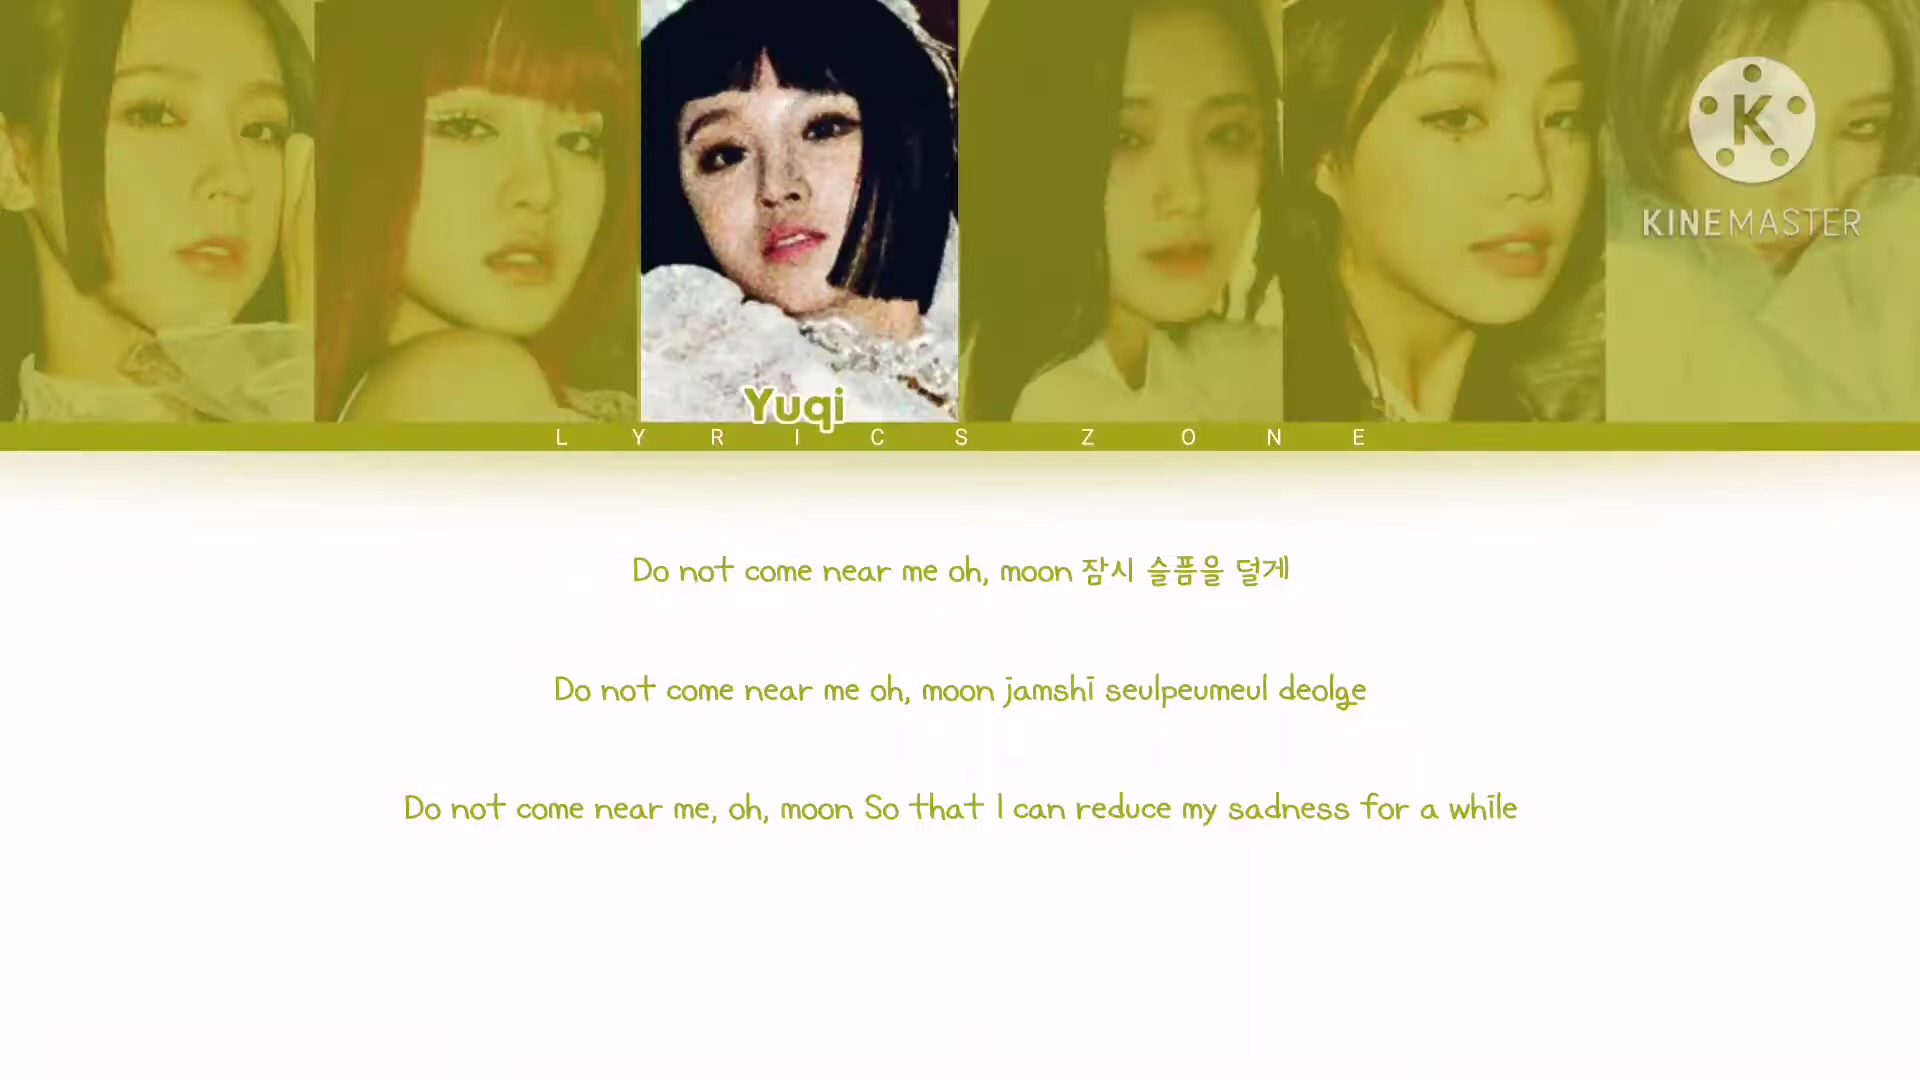 K
KINEMASTER
Yuqi
LYRICS ZONE
Do not come near me oh, moon 잠시 슬픔을 덜게
Do not come near me oh, moon jamshi seulpeumeul deolge
Do not come near me, oh, moon So that I can reduce my sadness for a while